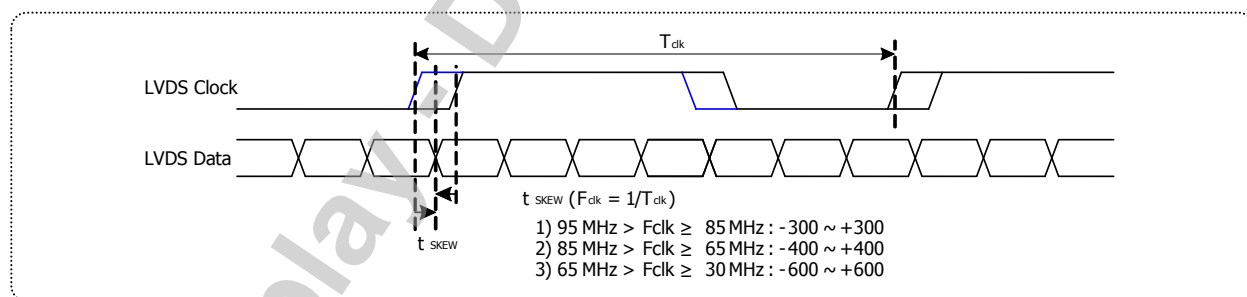 Tclk
LVDS Clock
LVDS Data
t SKEW (Fclk = 1/Tclk)
1) 95 MHz > Fclk ≥ 85 MHz : -300 ~ +300
2) 85 MHz > Fclk ≥ 65 MHz : -400 ~ +400
3) 65 MHz > Fclk ≥ 30 MHz : -600 ~ +600
t SKEW
play - D